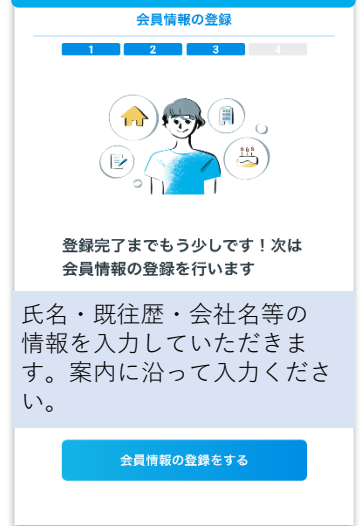 会員情報の登録
1 2 3 4
登録完了までもう少しです！次は
会員情報の登録を行います
氏名・既往歴・会社名等の
情報を入力していただきま
す。案内に沿って入力くださ
い。
会員情報の登録をする